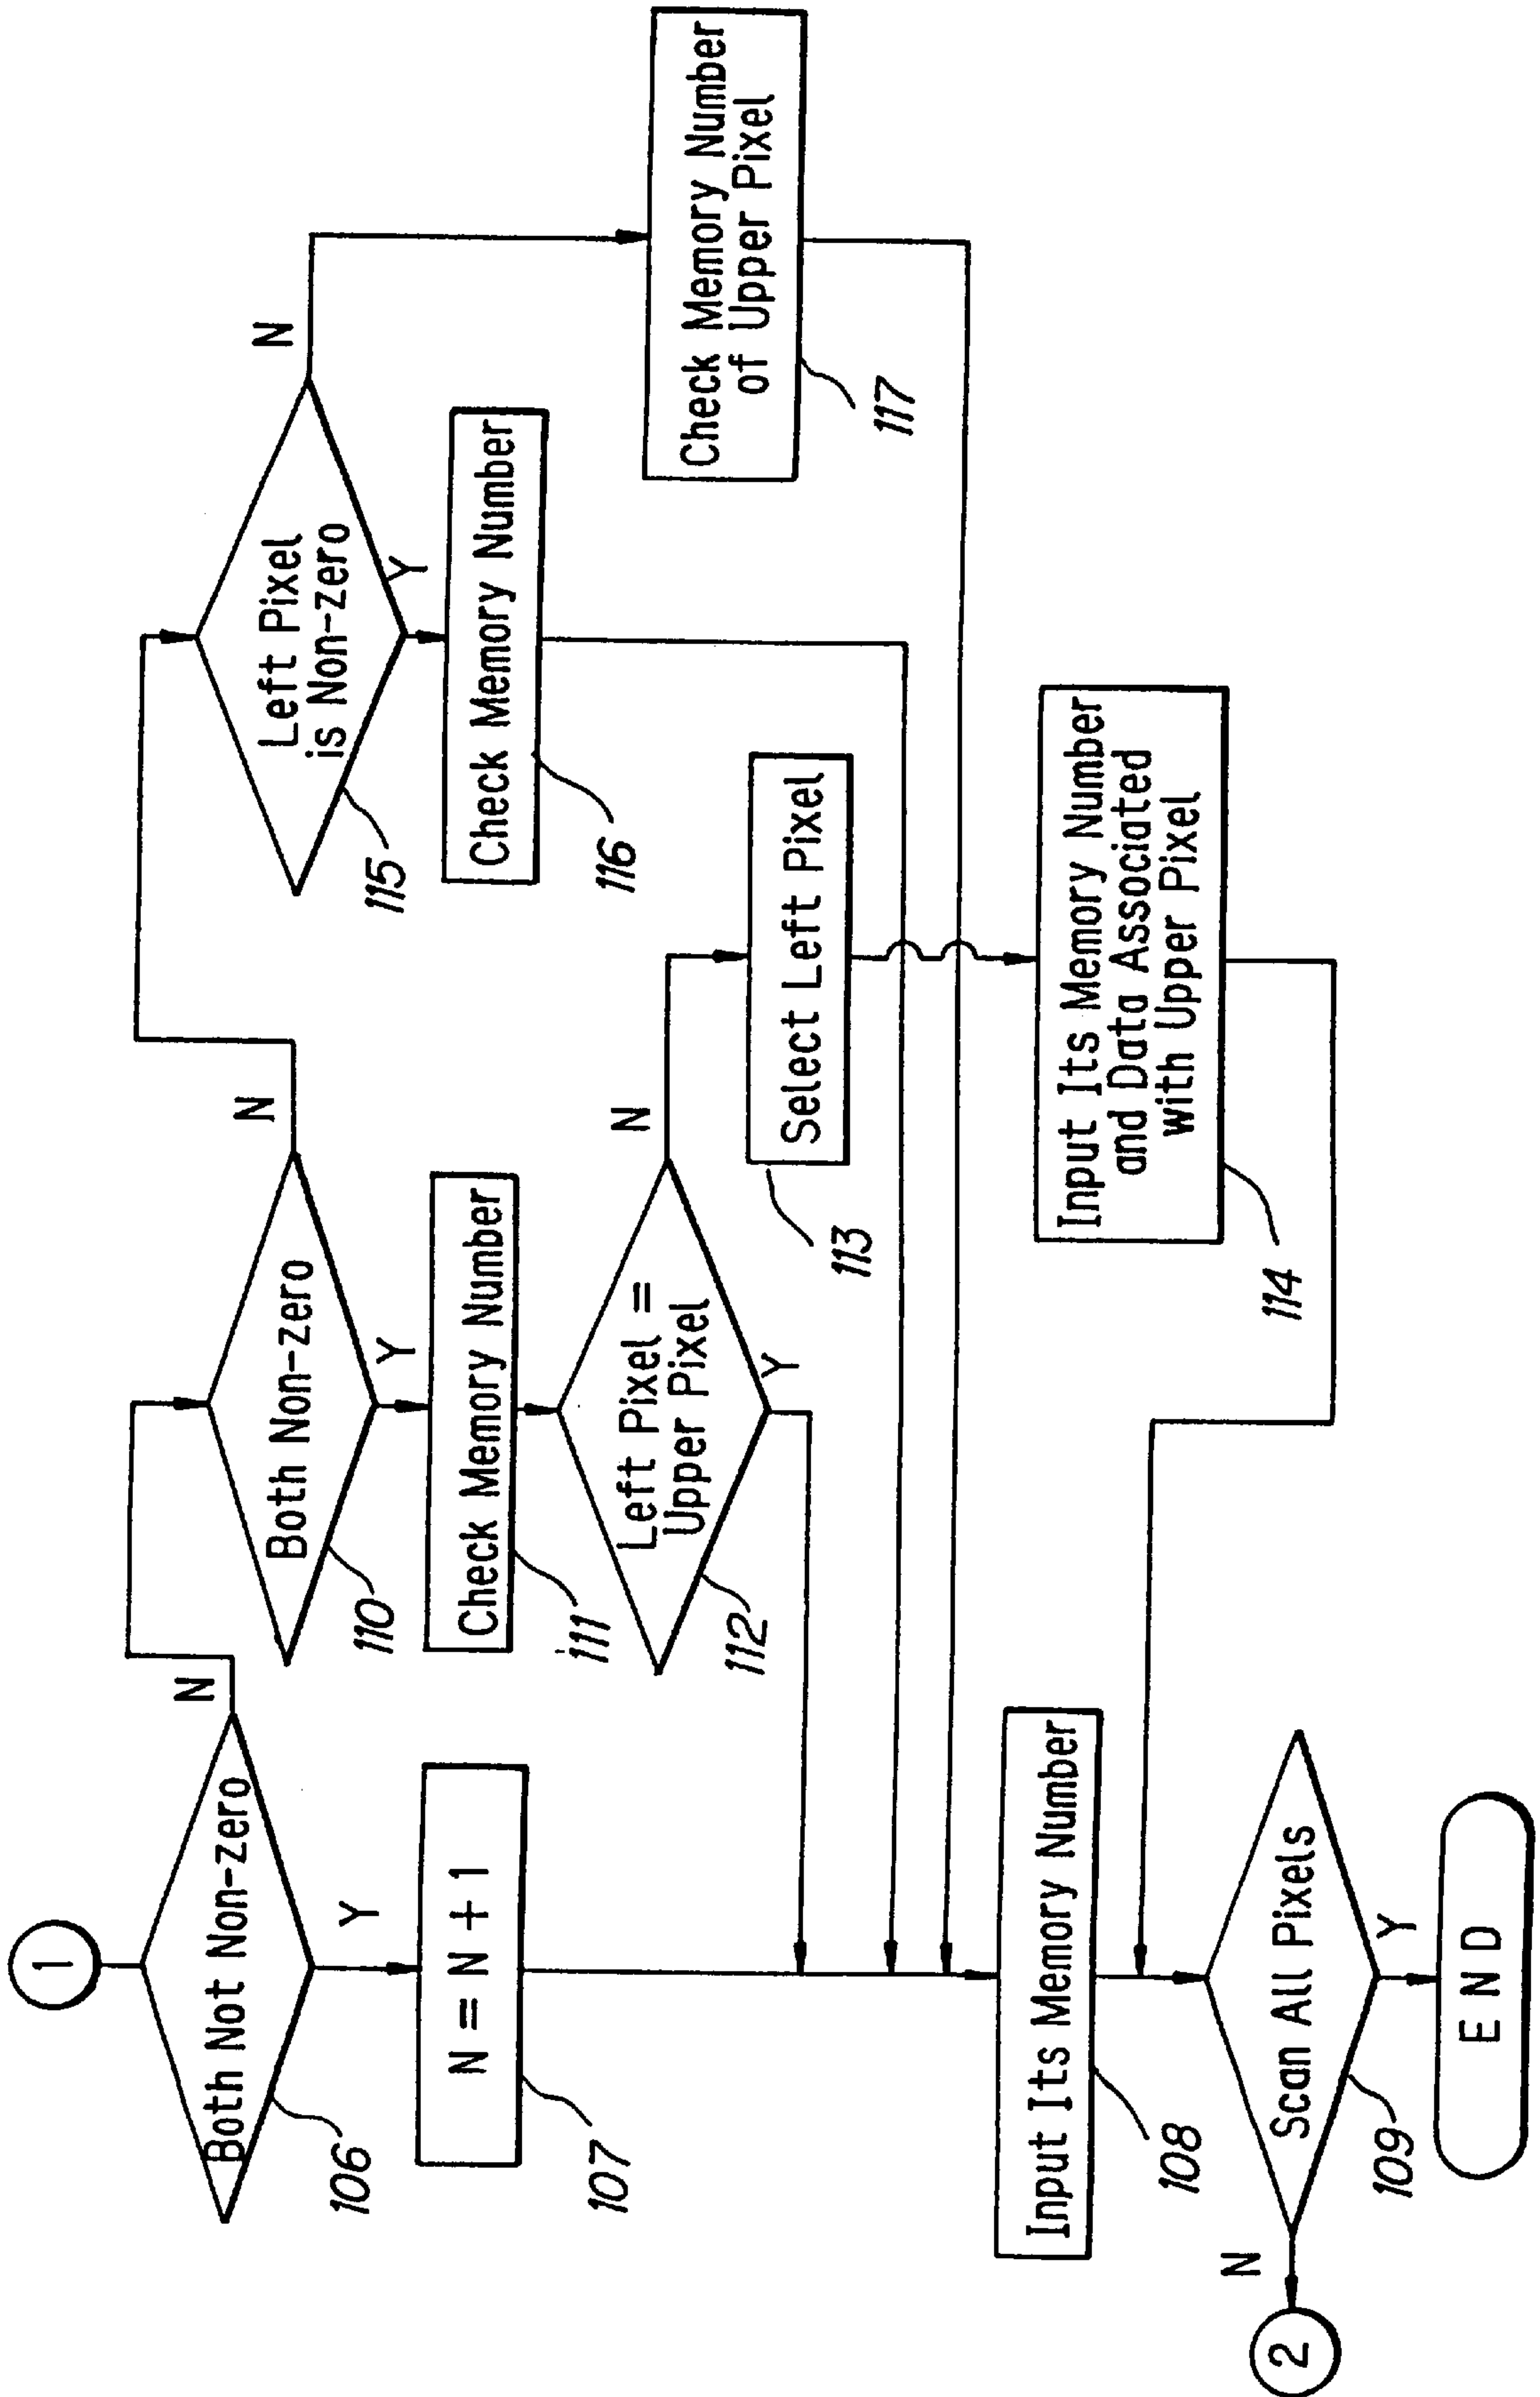 1
Both Not Non-zero
N
Y
106
N = N + 1
107
Both Non-zero
N
Y
110
Check Memory Number
111
Left Pixel =
Upper Pixel
N
Y
112
Select Left Pixel
113
Input Its Memory Number
and Data Associated
with Upper Pixel
114
Left Pixel
is Non-zero
N
Y
115
Check Memory Number
116
Check Memory Number
of Upper Pixel
117
Input Its Memory Number
108
Scan All Pixels
N
Y
109
2
END